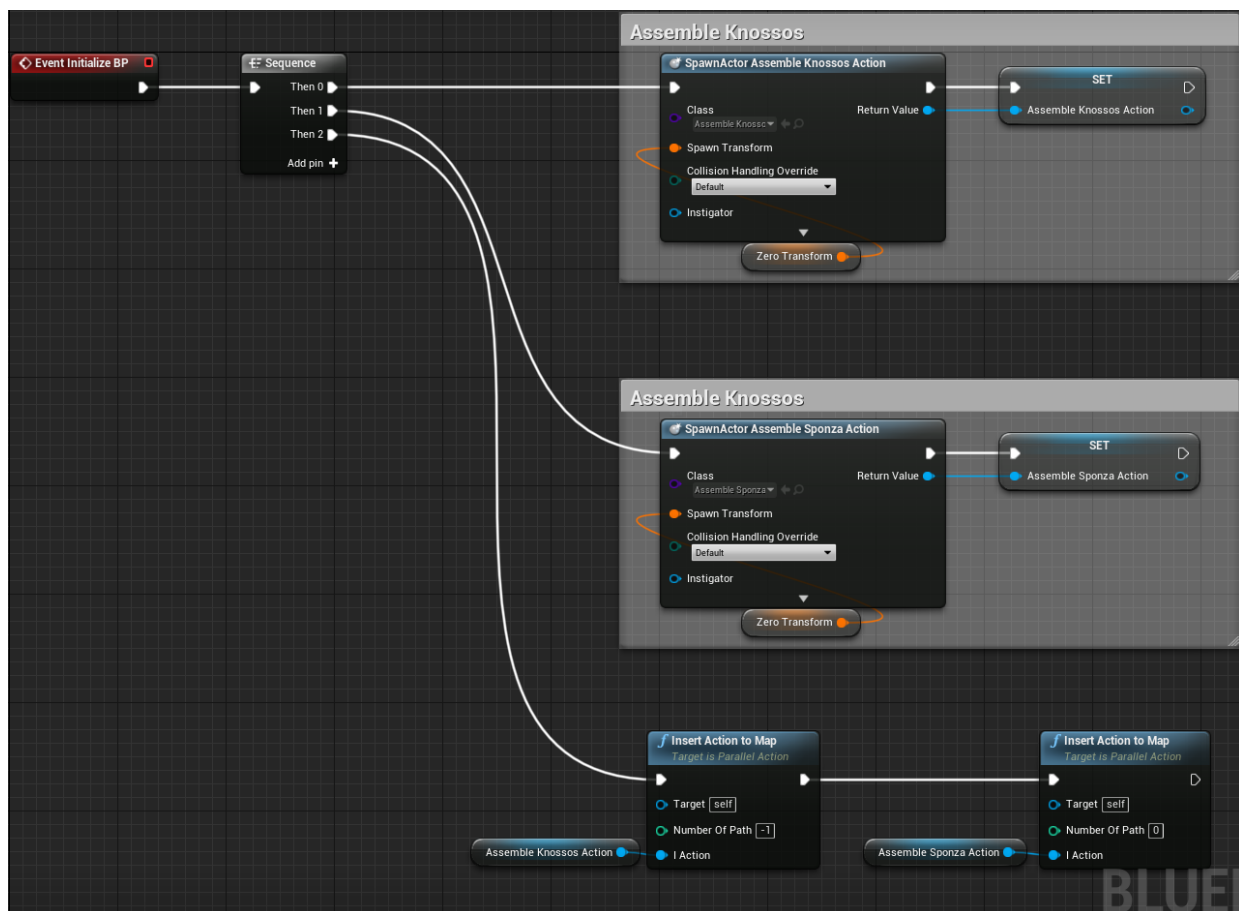 Event Initialize BP
Sequence
Then 0
Then 1
Then 2
Add pin
Assemble Knossos
SpawnActor Assemble Knossos Action
Class
Return Value
Assemble Knossc
Spawn Transform
Collision Handling Override
Default
Instigator
Zero Transform
SET
Assemble Knossos Action
Assemble Knossos
SpawnActor Assemble Sponza Action
Class
Return Value
Assemble Sponza
Spawn Transform
Collision Handling Override
Default
Instigator
Zero Transform
SET
Assemble Sponza Action
Insert Action to Map
Target is Parallel Action
Target self
Number Of Path -1
I Action
Assemble Knossos Action
Insert Action to Map
Target is Parallel Action
Target self
Number Of Path 0
I Action
Assemble Sponza Action
BLUE